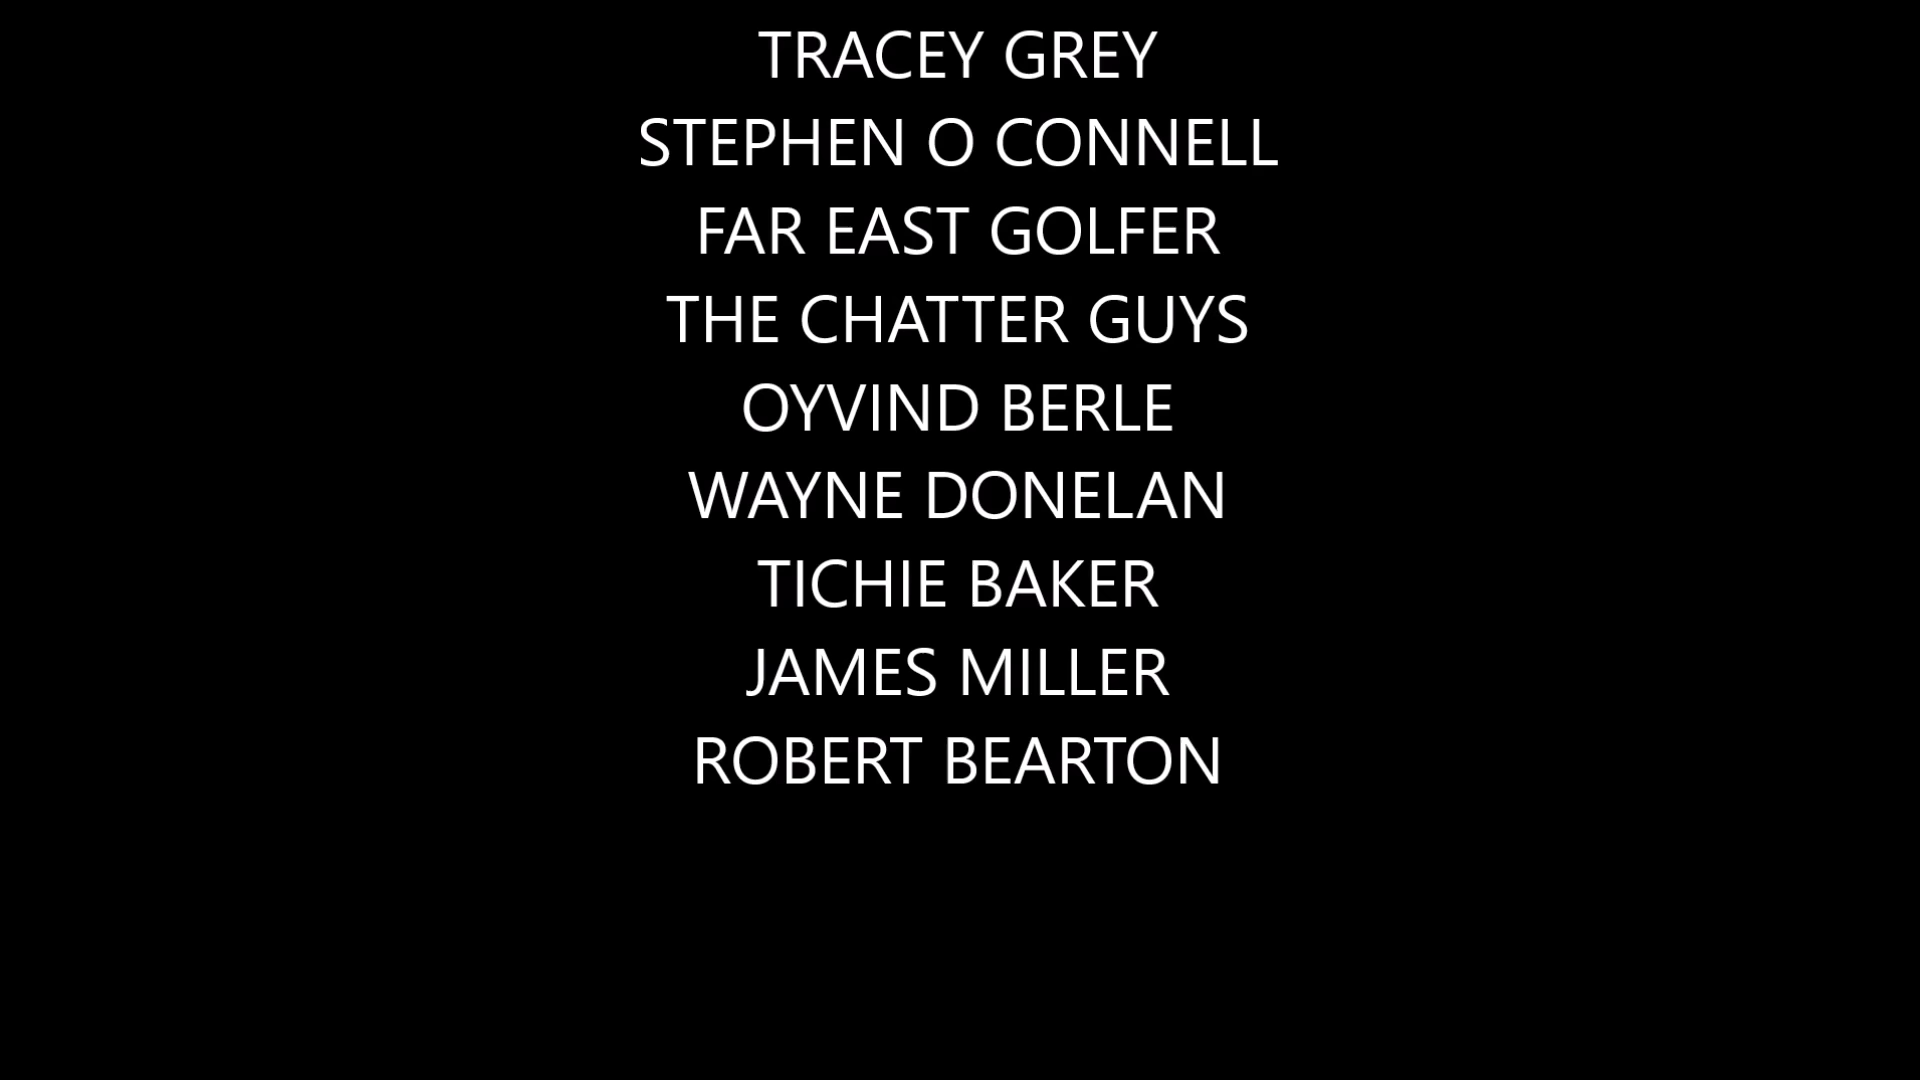 TRACEY GREY
STEPHEN O CONNELL
FAR EAST GOLFER
THE CHATTER GUYS
OYVIND BERLE
WAYNE DONELAN
TICHIE BAKER
JAMES MILLER
ROBERT BEARTON